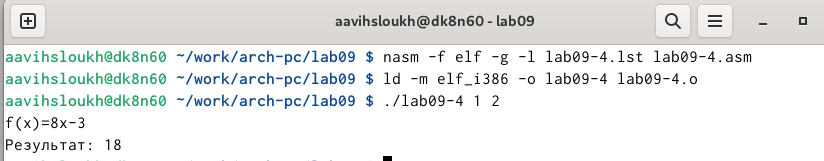 aavihsloukh@dk8n60 - lab09
aavihsloukh@dk8n60 ~/work/arch-pc/lab09 $ nasm -f elf -g -l lab09-4.lst lab09-4.asm
aavihsloukh@dk8n60 ~/work/arch-pc/lab09 $ ld -m elf_i386 -o lab09-4 lab09-4.o
aavihsloukh@dk8n60 ~/work/arch-pc/lab09 $ ./lab09-4 1 2
f(x)=8x-3
Результат: 18